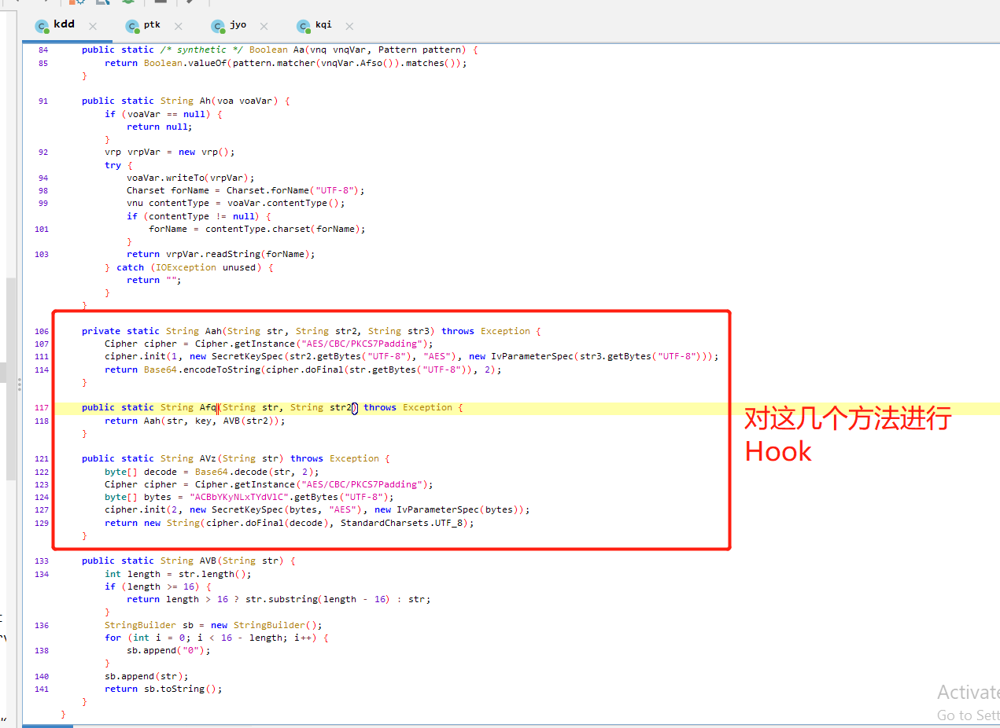 kdd
ptk
jyo
kqi
84 public static /* synthetic */ Boolean Aa(vnq vnqVar, Pattern pattern) {
85 return Boolean.valueOf(pattern.matcher(vnqVar.Afso()).matches());
}
91 public static String Ah(voa voaVar) {
if (voaVar == null) {
return null;
}
92 vrp vrpVar = new vrp();
try {
94 voaVar.writeTo(vrpVar);
98 Charset forName = Charset.forName("UTF-8");
99 vnu contentType = voaVar.contentType();
if (contentType != null) {
101 forName = contentType.charset(forName);
}
103 return vrpVar.readString(forName);
} catch (IOException unused) {
return "";
}
}
106 private static String Aah(String str, String str2, String str3) throws Exception {
107 Cipher cipher = Cipher.getInstance("AES/CBC/PKCS7Padding");
111 cipher.init(1, new SecretKeySpec(str2.getBytes("UTF-8"), "AES"), new IvParameterSpec(str3.getBytes("UTF-8")));
114 return Base64.encodeToString(cipher.doFinal(str.getBytes("UTF-8")), 2);
}
117 public static String Afq(String str, String str2) throws Exception {
118 return Aah(str, key, AVB(str2));
}
121 public static String AVz(String str) throws Exception {
122 byte[] decode = Base64.decode(str, 2);
123 Cipher cipher = Cipher.getInstance("AES/CBC/PKCS7Padding");
124 byte[] bytes = "ACBbYKyNLxTYdVlC".getBytes("UTF-8");
127 cipher.init(2, new SecretKeySpec(bytes, "AES"), new IvParameterSpec(bytes));
129 return new String(cipher.doFinal(decode), StandardCharsets.UTF_8);
}
对这几个方法进行
Hook
133 public static String AVB(String str) {
134 int length = str.length();
if (length >= 16) {
return length > 16 ? str.substring(length - 16) : str;
}
136 StringBuilder sb = new StringBuilder();
for (int i = 0; i < 16 - length; i++) {
138 sb.append("0");
}
140 sb.append(str);
141 return sb.toString();
}
}
Activate
Go to Sett